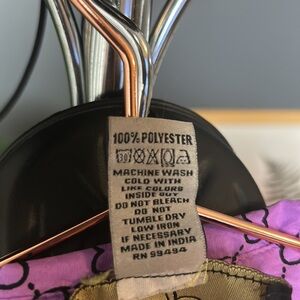 100% POLYESTER
MACHINE WASH
COLD WITH
LIKE COLORS
INSIDE OUT
DO NOT BLEACH
DO NOT
TUMBLE DRY
LOW IRON
IF NECESSARY
MADE IN INDIA
RN 99494